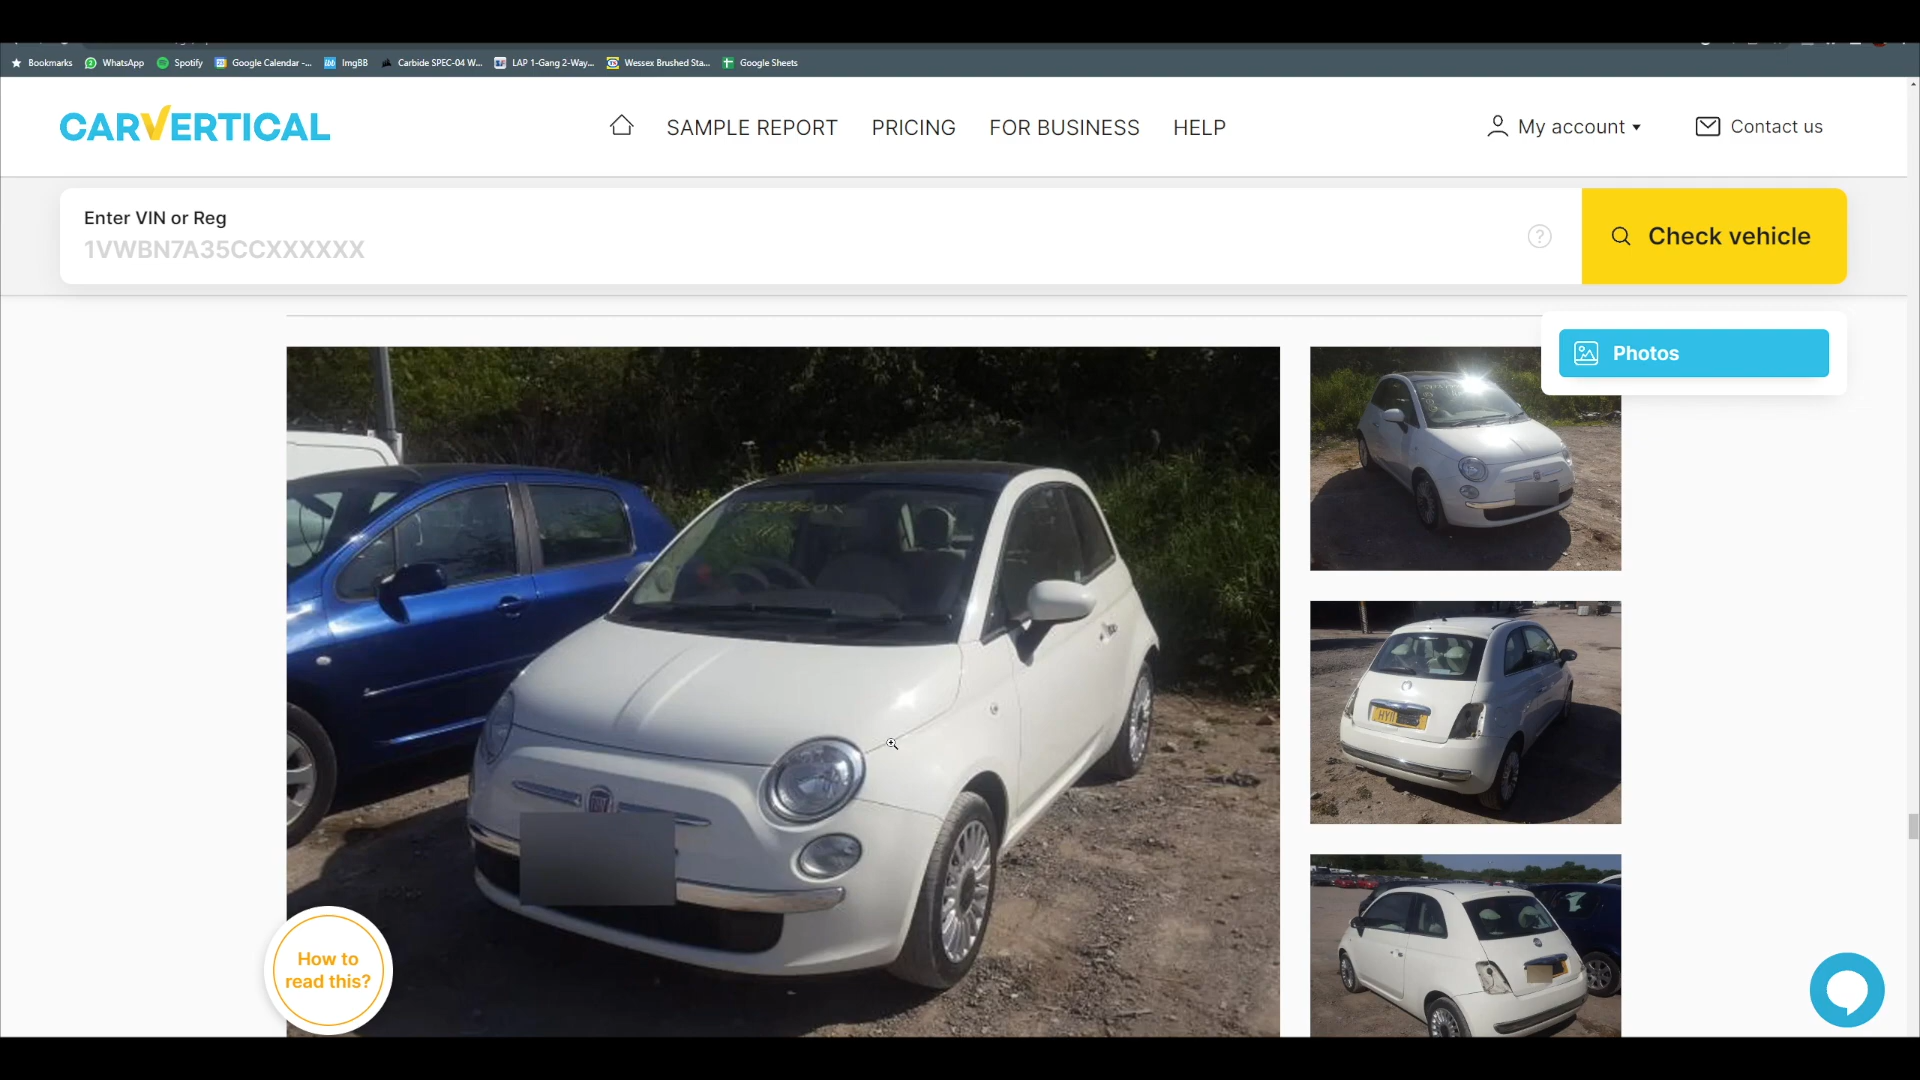 Bookmarks WhatsApp Spotify Google Calendar -... ImgBB Carbide SPEC-04 W... LAP 1-Gang 2-Way... Wessex Brushed Sta... Google Sheets
CARVERTICAL
SAMPLE REPORT PRICING FOR BUSINESS HELP
My account Contact us
Enter VIN or Reg
1VWBN7A35CCXXXXXX
?
Check vehicle
Photos
FIAT
HY11
How to
read this?